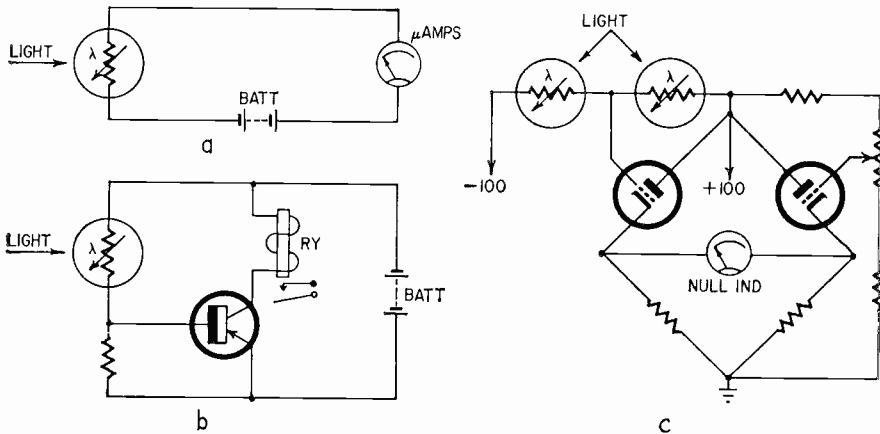 LIGHT
λ
μAMPS
BATT
a
LIGHT
λ
RY
BATT
b
LIGHT
λ
λ
-100
+100
NULL IND
c